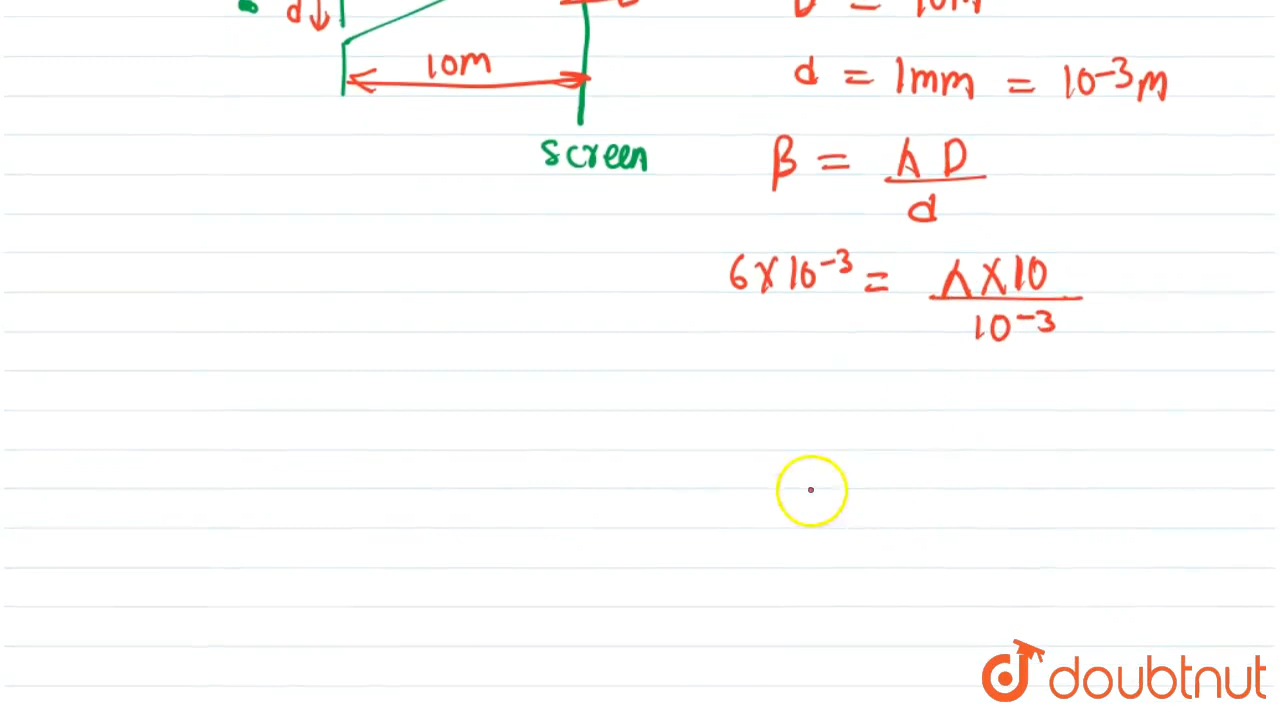 d↓
D = 10m
10m
d = 1mm = 10⁻³m
screen
β = λD/d
6×10⁻³ = λ×10/10⁻³
doubtnut